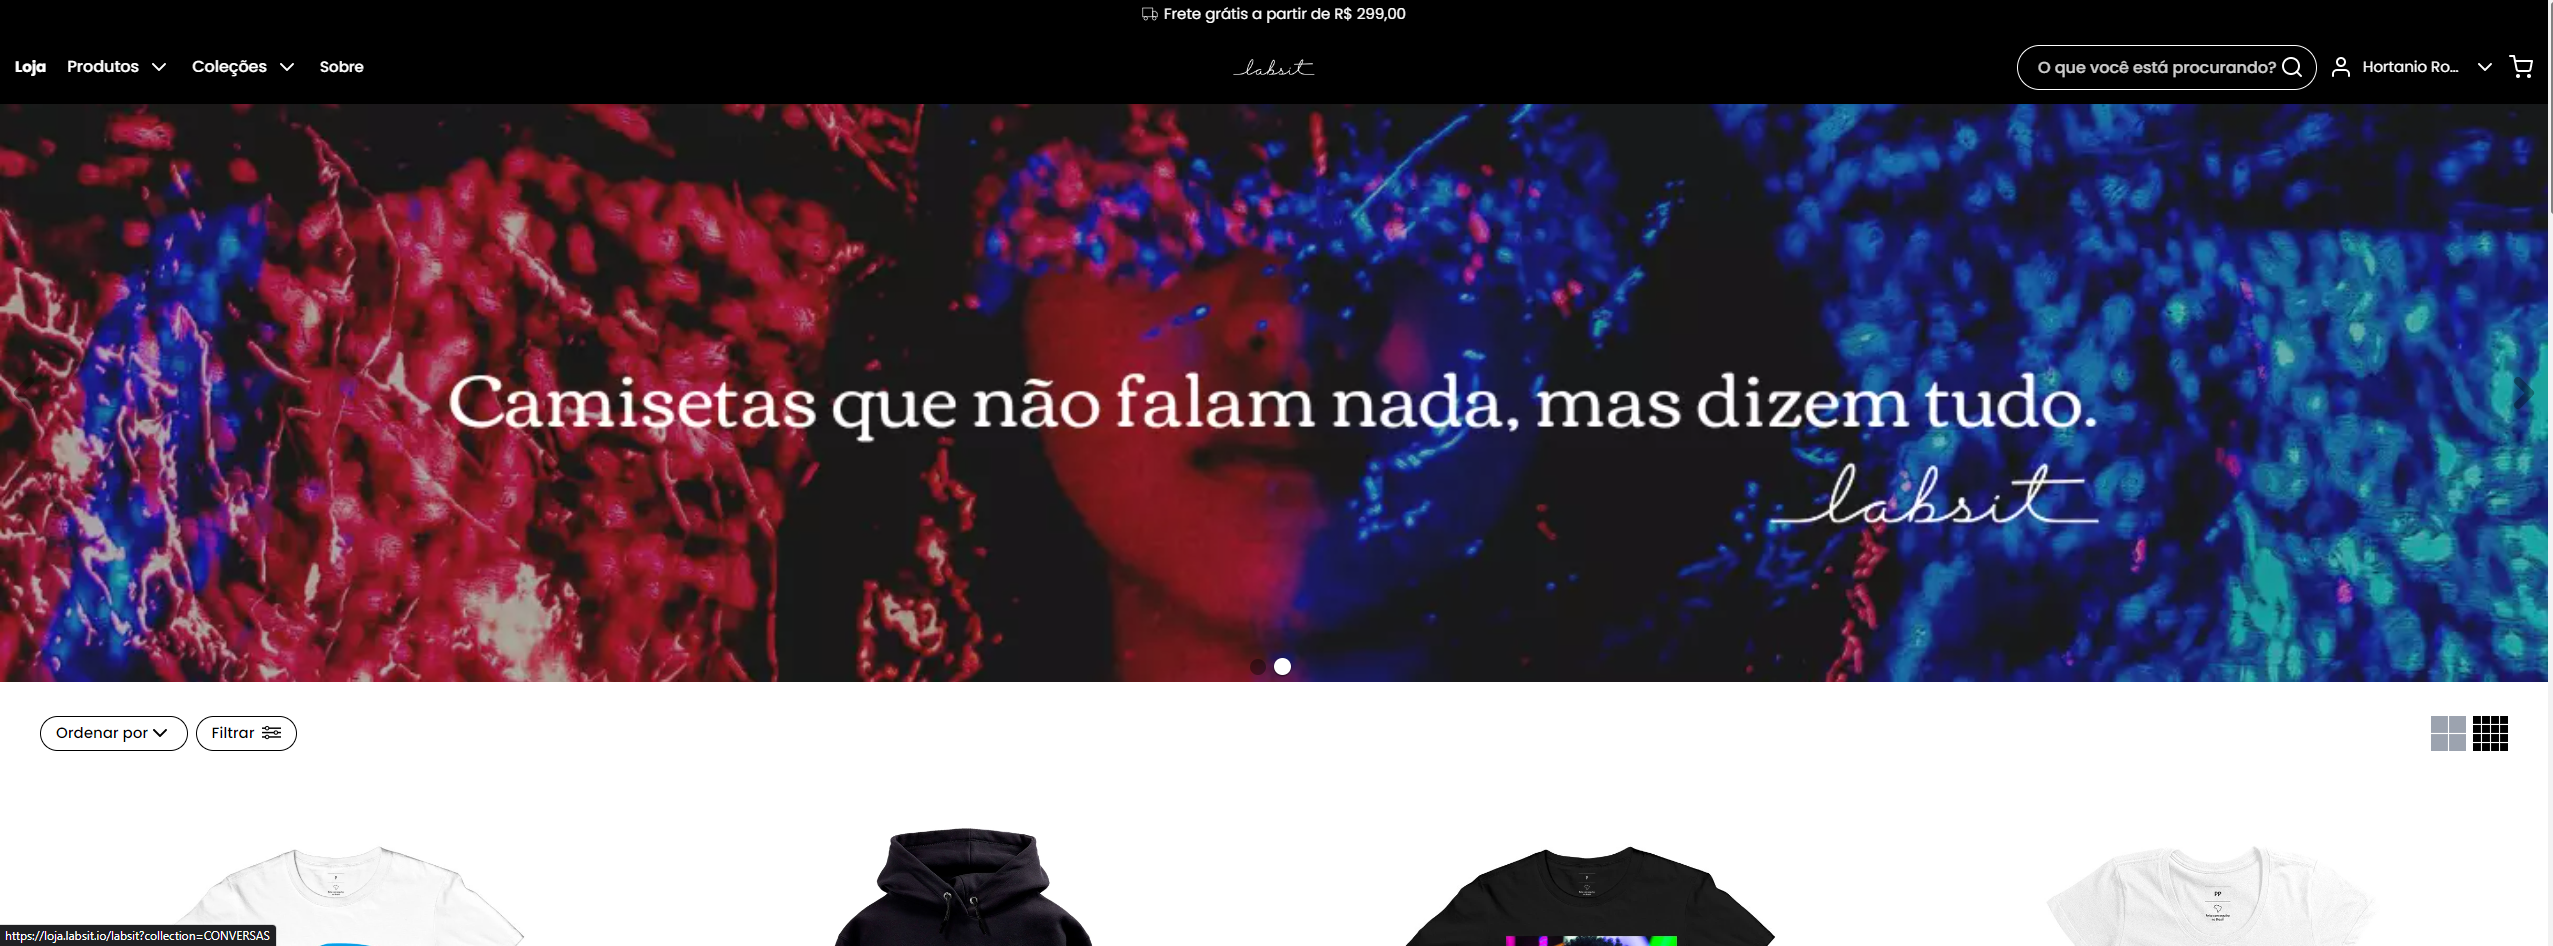 Frete grátis a partir de R$ 299,00
Loja Produtos Coleções Sobre
labsit
O que você está procurando?
Hortanio Ro...
Camisetas que não falam nada, mas dizem tudo.
labsit
Ordenar por
Filtrar
P
PP
https://loja.labsit.io/labsit?collection=CONVERSAS